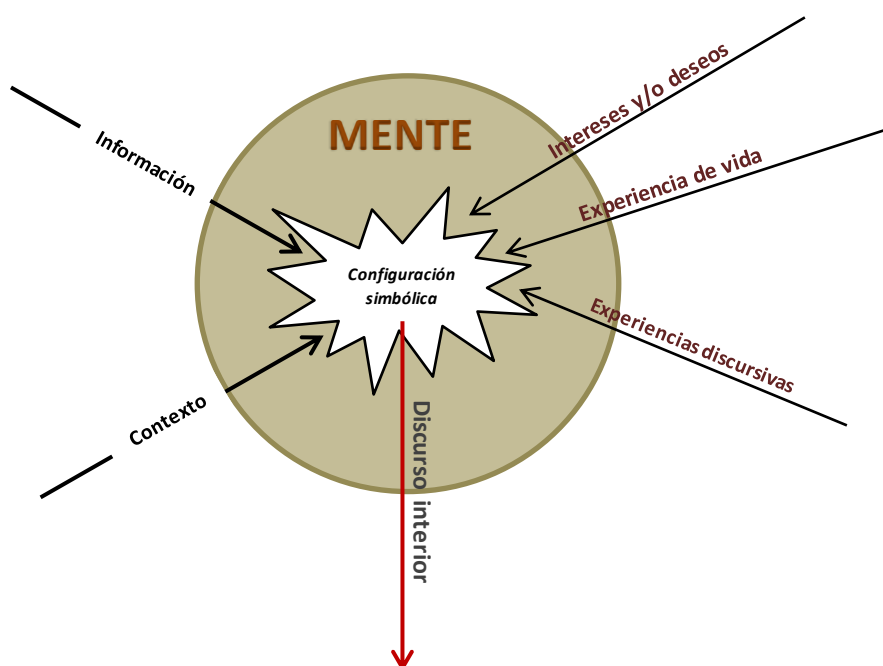 MENTE
Información
Intereses y/o deseos
Experiencia de vida
Configuración
simbólica
Experiencias discursivas
Contexto
Discurso interior